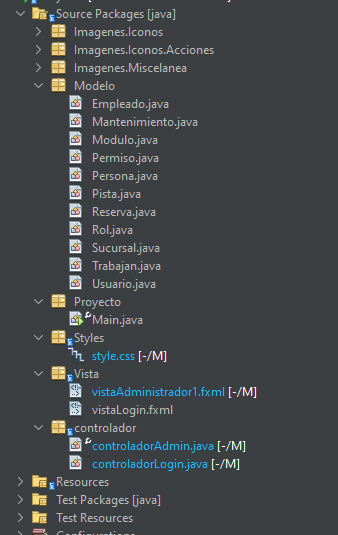 Source Packages [java]
Imagenes.Iconos
Imagenes.Iconos.Acciones
Imagenes.Miscelanea
Modelo
Empleado.java
Mantenimiento.java
Modulo.java
Permiso.java
Persona.java
Pista.java
Reserva.java
Rol.java
Sucursal.java
Trabajan.java
Usuario.java
Proyecto
Main.java
Styles
style.css [-/M]
Vista
vistaAdministrador1.fxml [-/M]
vistaLogin.fxml
controlador
controladorAdmin.java [-/M]
controladorLogin.java [-/M]
Resources
Test Packages [java]
Test Resources